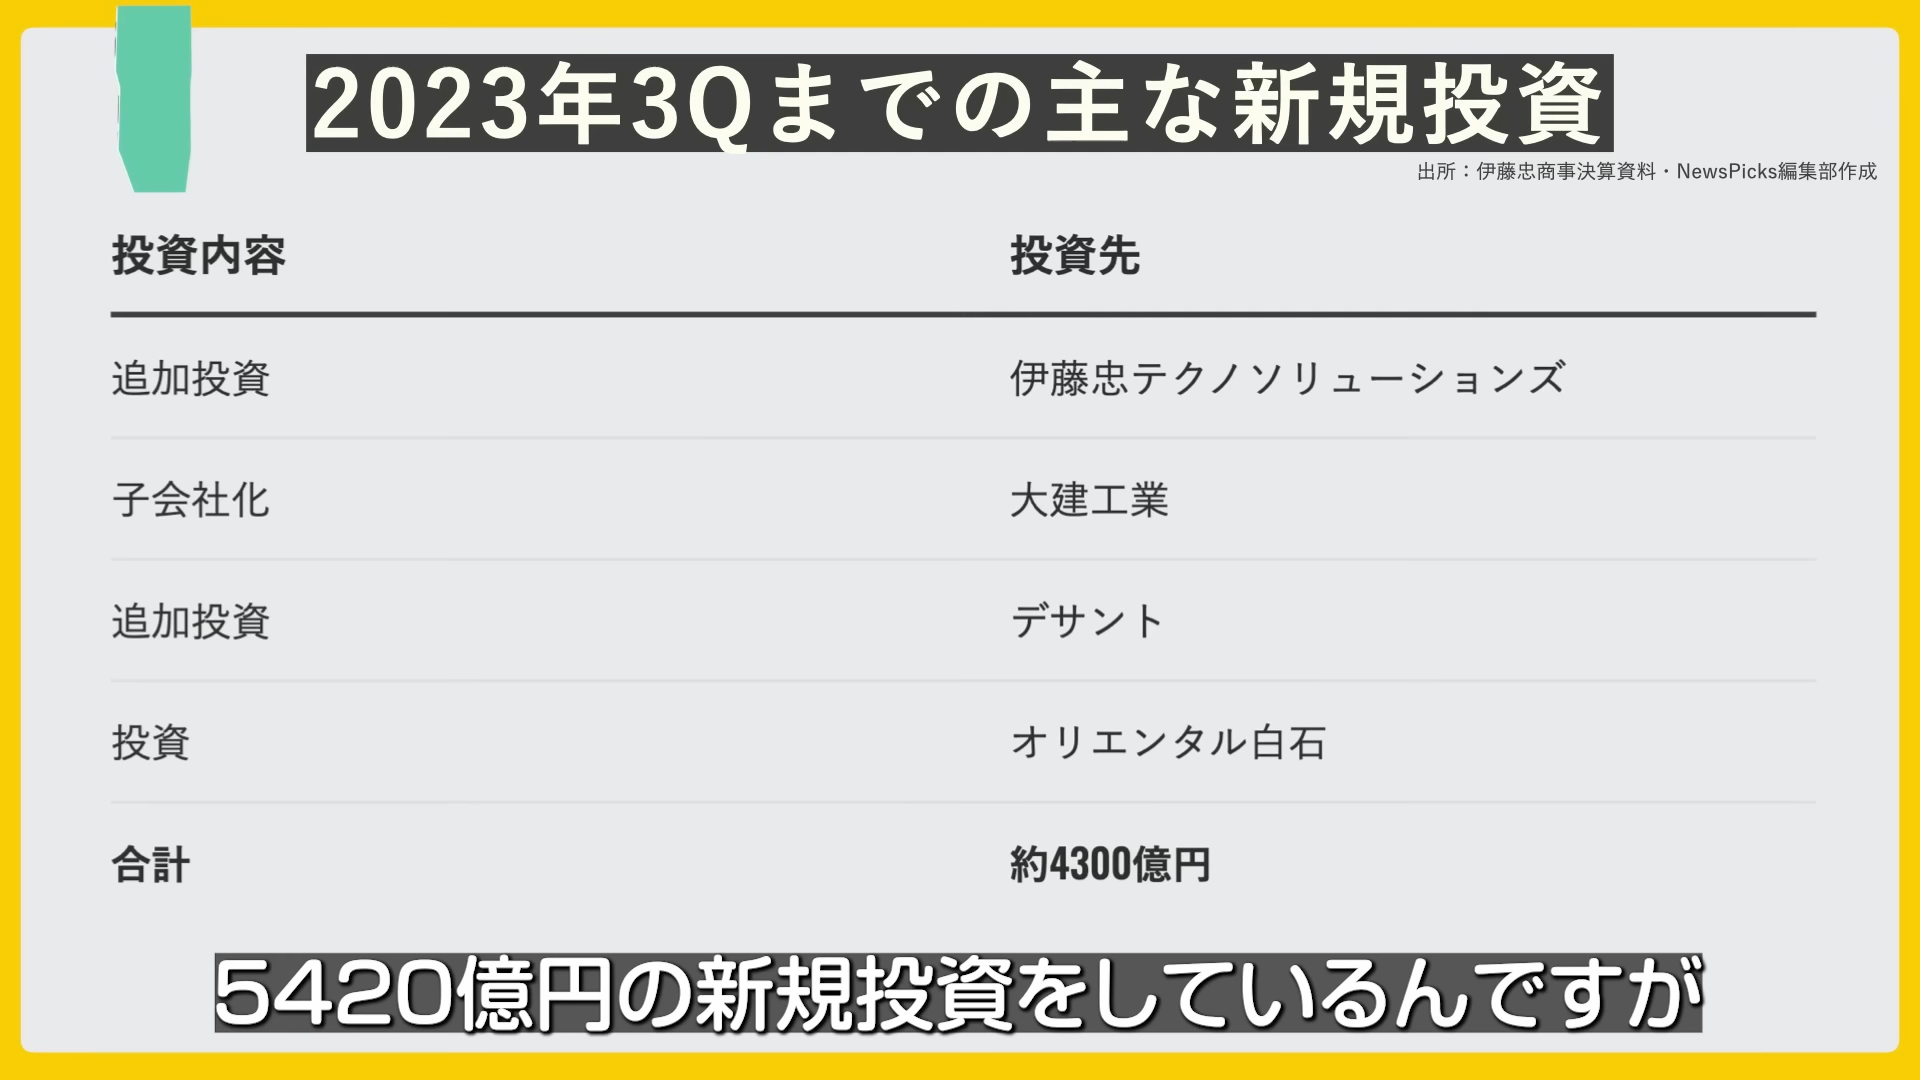 2023年3Qまでの主な新規投資
出所：伊藤忠商事決算資料・NewsPicks編集部作成
投資内容 投資先
追加投資 伊藤忠テクノソリューションズ
子会社化 大建工業
追加投資 デサント
投資 オリエンタル白石
合計 約4300億円
5420億円の新規投資をしているんですが